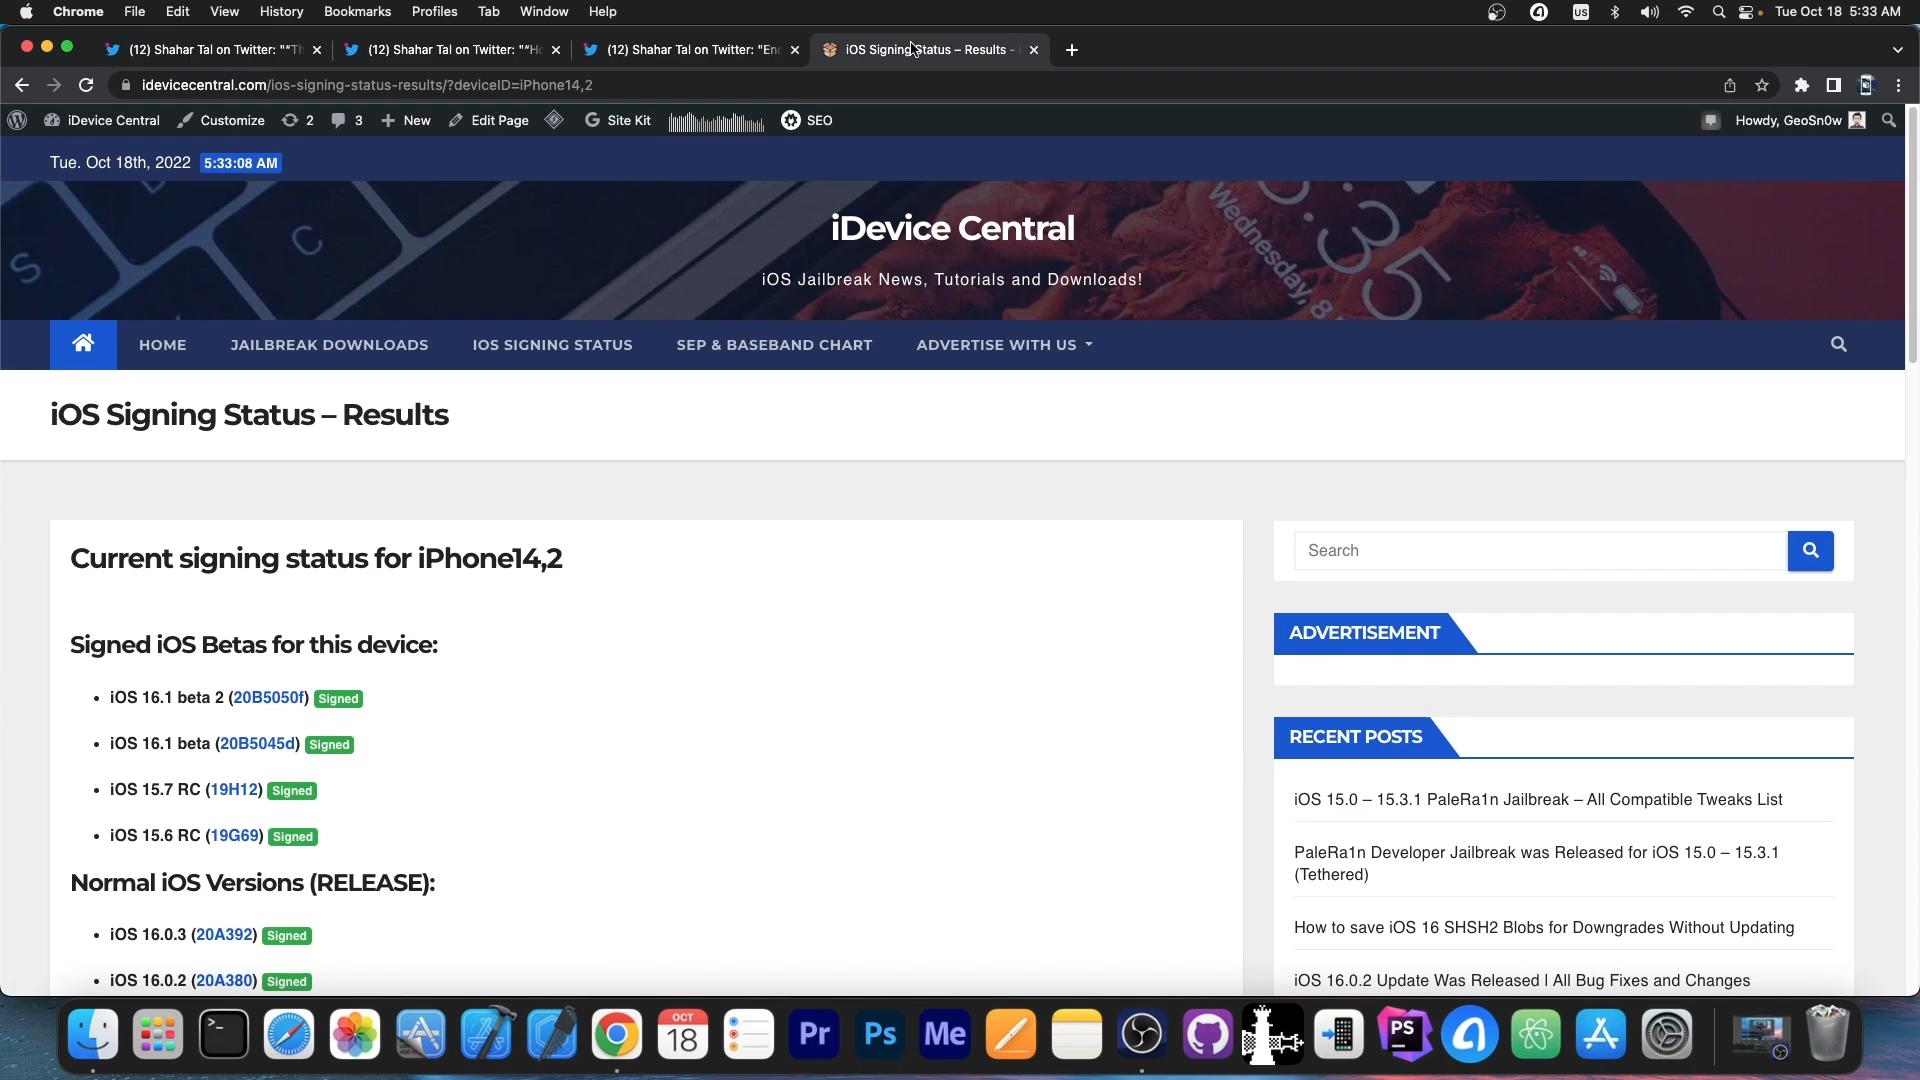 Chrome File Edit View History Bookmarks Profiles Tab Window Help US Tue Oct 18 5:33 AM
(12) Shahar Tal on Twitter: "“Th (12) Shahar Tal on Twitter: "“Ho (12) Shahar Tal on Twitter: "End iOS Signing Status – Results -
idevicecentral.com/ios-signing-status-results/?deviceID=iPhone14,2
iDevice Central Customize 2 3 New Edit Page Site Kit SEO Howdy, GeoSn0w
Tue. Oct 18th, 2022 5:33:08 AM
S C
Wednesday, 8
:35
iDevice Central
iOS Jailbreak News, Tutorials and Downloads!
HOME JAILBREAK DOWNLOADS IOS SIGNING STATUS SEP & BASEBAND CHART ADVERTISE WITH US
iOS Signing Status – Results
Current signing status for iPhone14,2
Signed iOS Betas for this device:
• iOS 16.1 beta 2 (20B5050f) Signed
• iOS 16.1 beta (20B5045d) Signed
• iOS 15.7 RC (19H12) Signed
• iOS 15.6 RC (19G69) Signed
Normal iOS Versions (RELEASE):
• iOS 16.0.3 (20A392) Signed
• iOS 16.0.2 (20A380) Signed
Search
ADVERTISEMENT
RECENT POSTS
iOS 15.0 – 15.3.1 PaleRa1n Jailbreak – All Compatible Tweaks List
PaleRa1n Developer Jailbreak was Released for iOS 15.0 – 15.3.1
(Tethered)
How to save iOS 16 SHSH2 Blobs for Downgrades Without Updating
iOS 16.0.2 Update Was Released | All Bug Fixes and Changes
OCT
18
Pr Ps Me PS